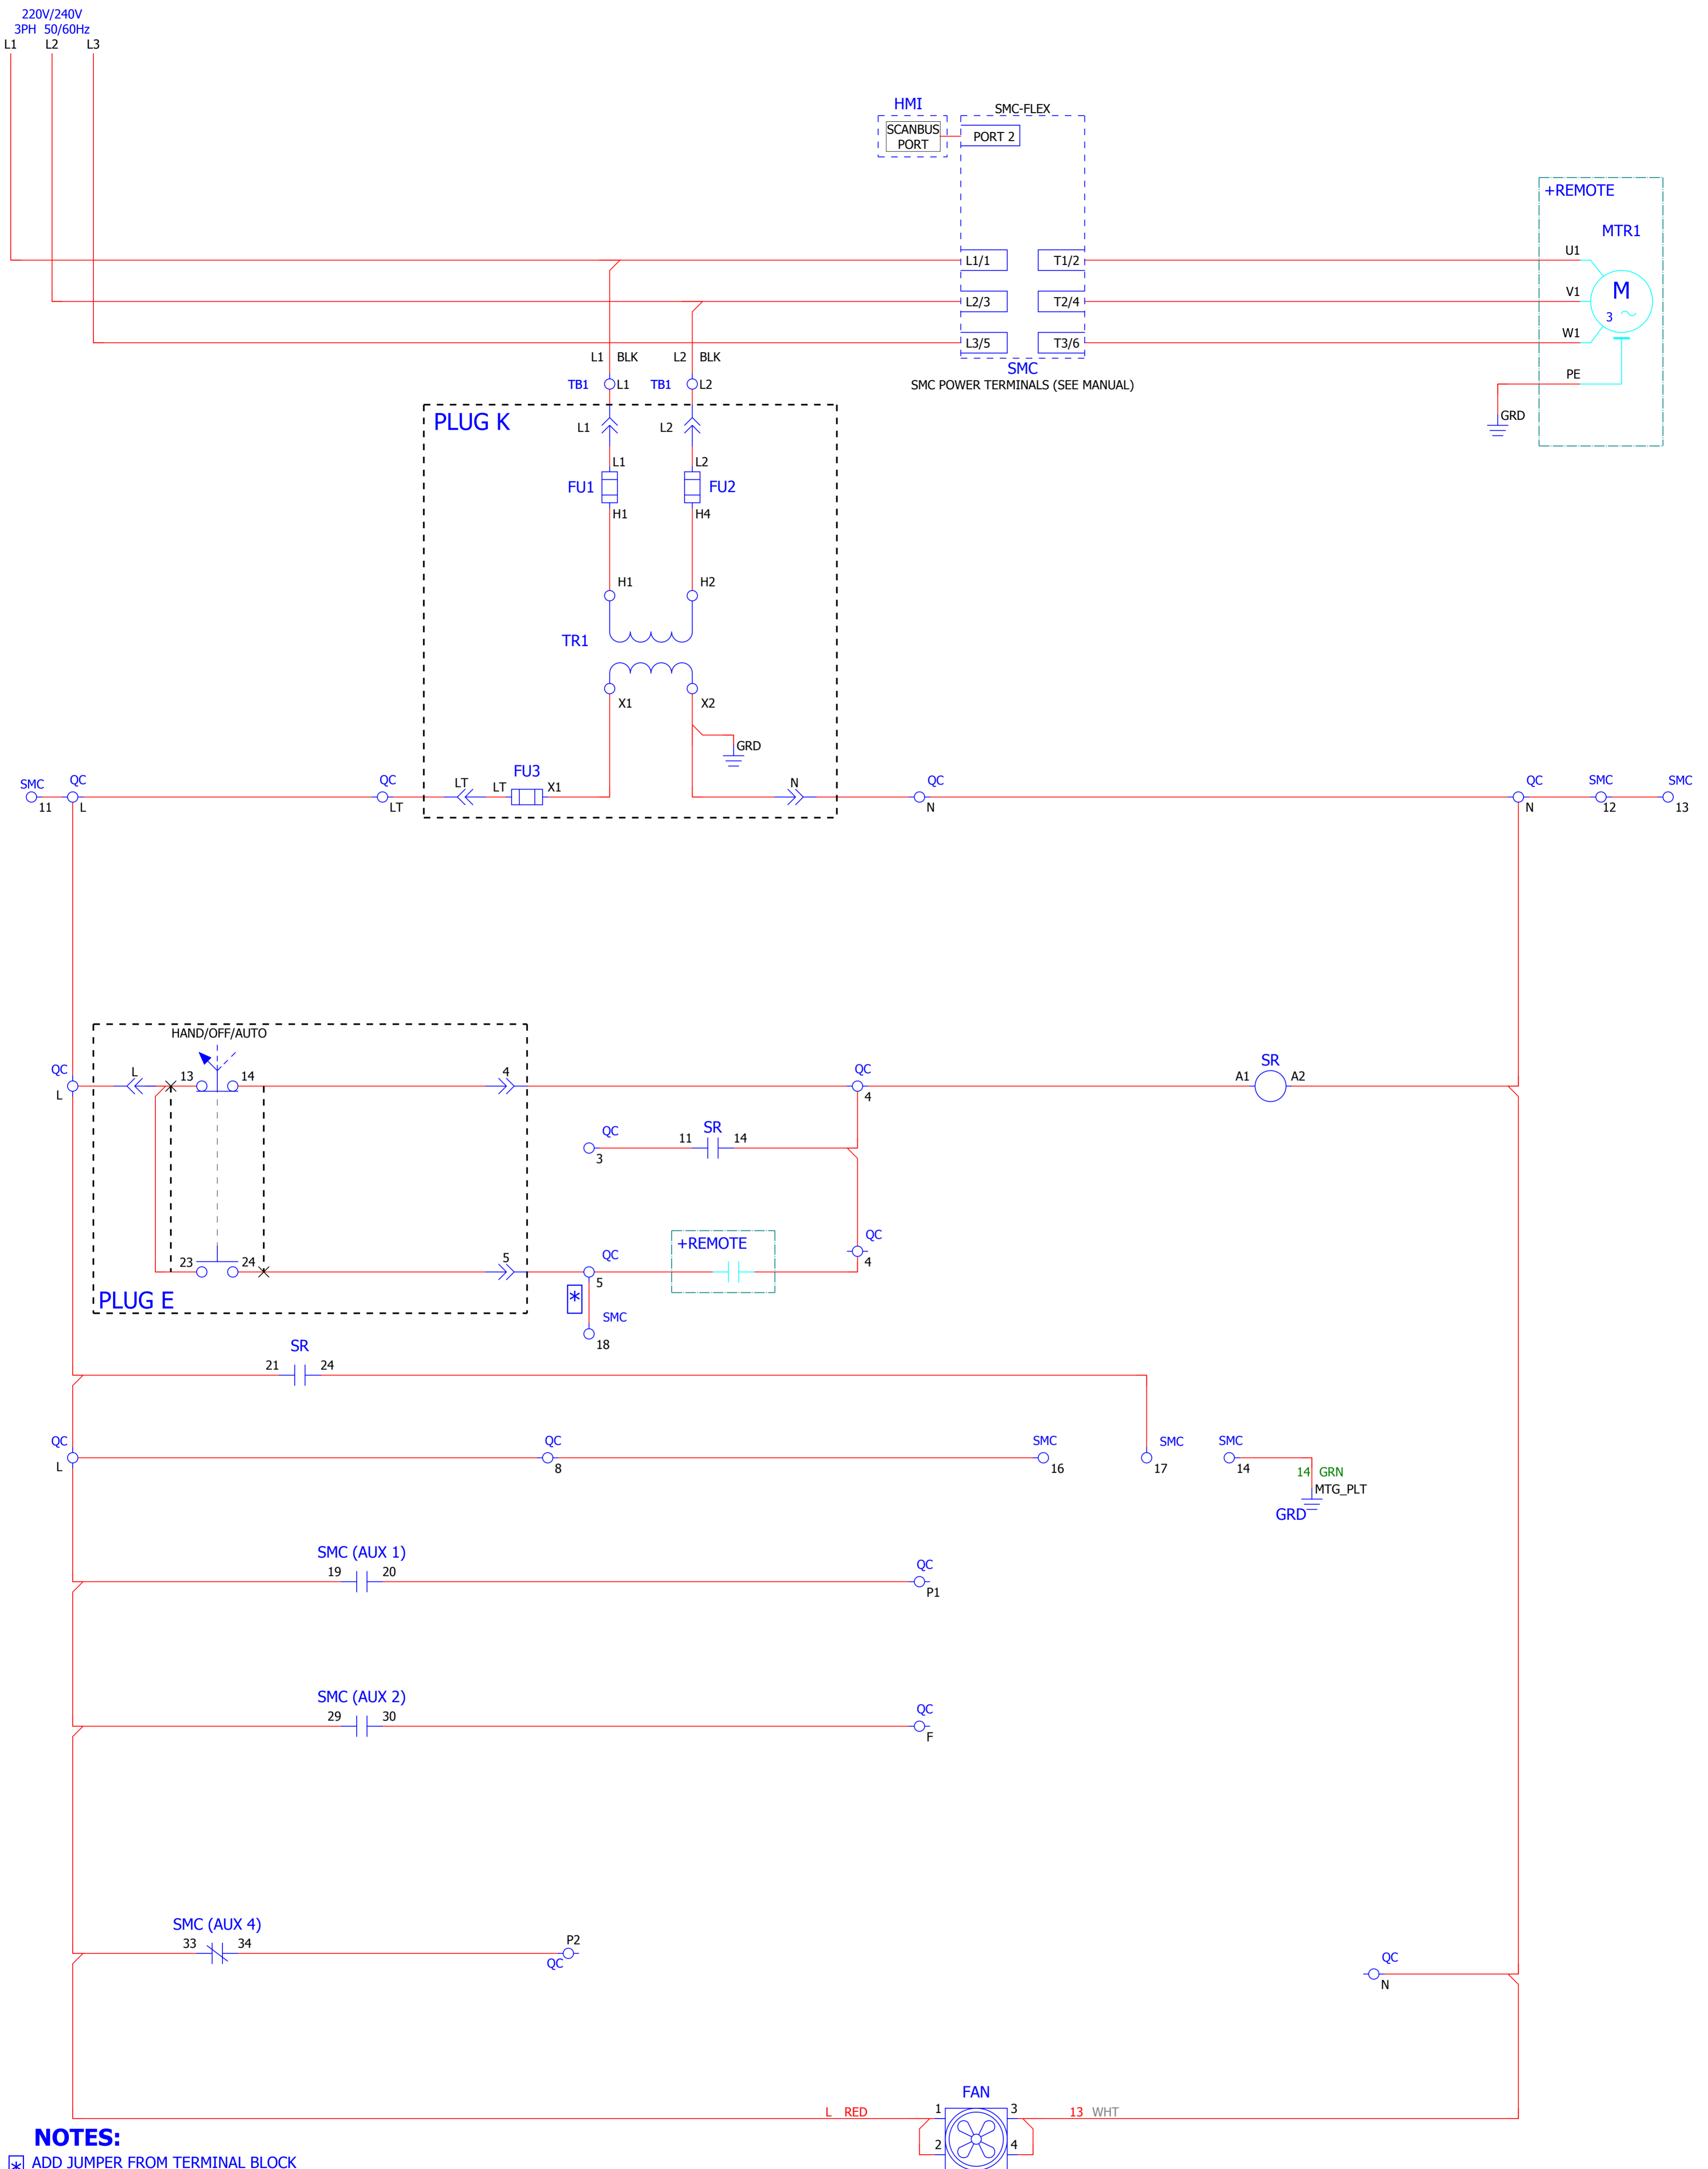 220V/240V
3PH 50/60Hz
L1 L2 L3
HMI
SMC-FLEX
SCANBUS
PORT
PORT 2
+REMOTE
MTR1
U1
L1/1 T1/2
V1
M
3
L2/3 T2/4
W1
L3/5 T3/6
L1 BLK L2 BLK
SMC
SMC POWER TERMINALS (SEE MANUAL)
PE
TB1 L1 TB1 L2
GRD
PLUG K
L1 L2
L1 L2
FU1 FU2
H1 H4
H1 H2
TR1
X1 X2
GRD
FU3
SMC QC QC LT LT X1 N QC QC SMC SMC
11 L LT N N 12 13
HAND/OFF/AUTO
QC L 13 14 4 QC SR
A1 A2
L 4
QC 11 SR 14
3
+REMOTE
QC
23 24 5 QC
4
5
PLUG E
*
SMC
18
SR
21 24
QC QC SMC SMC SMC
L 8 16 17 14
14 GRN
MTG_PLT
GRD
SMC (AUX 1)
19 20 QC
P1
SMC (AUX 2)
29 30 QC
F
SMC (AUX 4)
33 34 P2
QC
QC
N
FAN
L RED 1 3 13 WHT
2 4
NOTES:
* ADD JUMPER FROM TERMINAL BLOCK